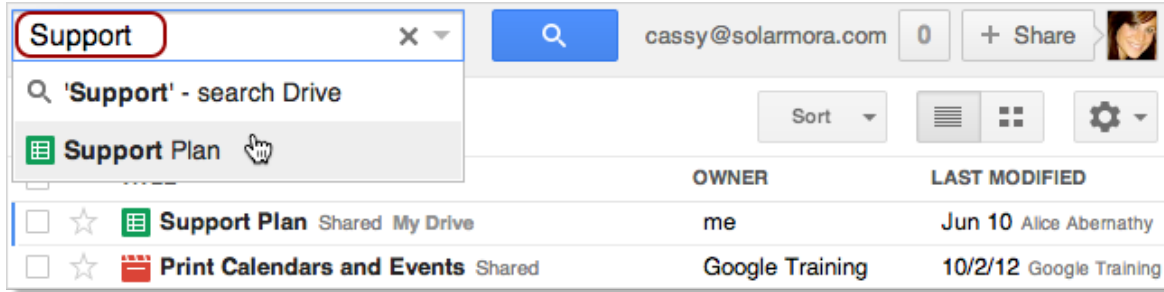 Support cassy@solarmora.com 0 + Share
'Support' - search Drive
Sort
Support Plan
OWNER LAST MODIFIED
Support Plan Shared My Drive me Jun 10 Alice Abernathy
Print Calendars and Events Shared Google Training 10/2/12 Google Training